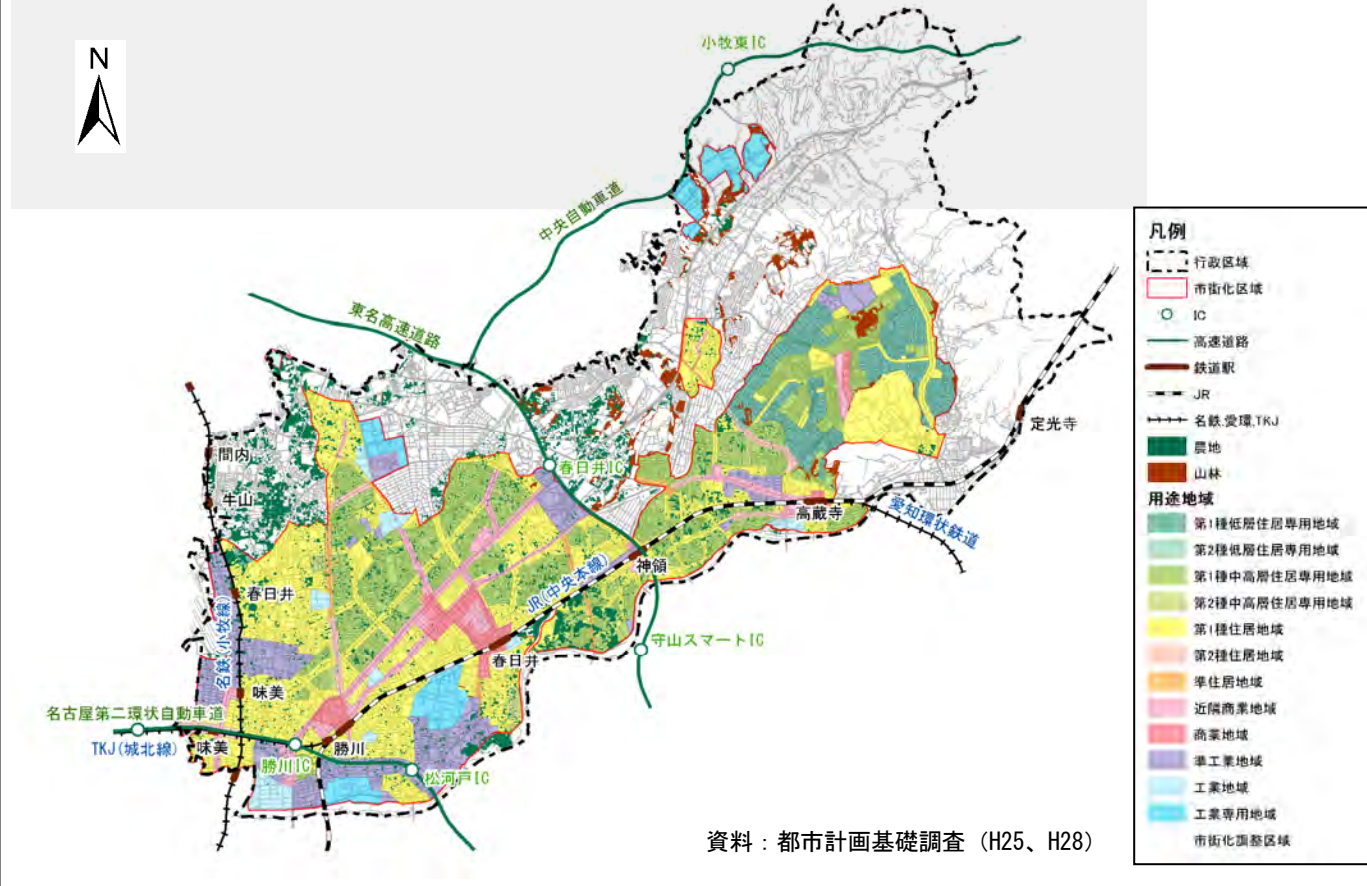 N
小牧東IC
中央自動車道
東名高速道路
定光寺
間内
春日井IC
牛山
高蔵寺
愛知環状鉄道
神領
JR(中央本線)
春日井
名鉄(小牧線)
守山スマートIC
春日井
味美
名古屋第二環状自動車道
TKJ(城北線)
味美
勝川
勝川IC
松河戸IC
資料：都市計画基礎調査（H25、H28）
凡例
行政区域
市街化区域
IC
高速道路
鉄道駅
JR
名鉄,愛環,TKJ
農地
山林
用途地域
第1種低層住居専用地域
第2種低層住居専用地域
第1種中高層住居専用地域
第2種中高層住居専用地域
第1種住居地域
第2種住居地域
準住居地域
近隣商業地域
商業地域
準工業地域
工業地域
工業専用地域
市街化調整区域